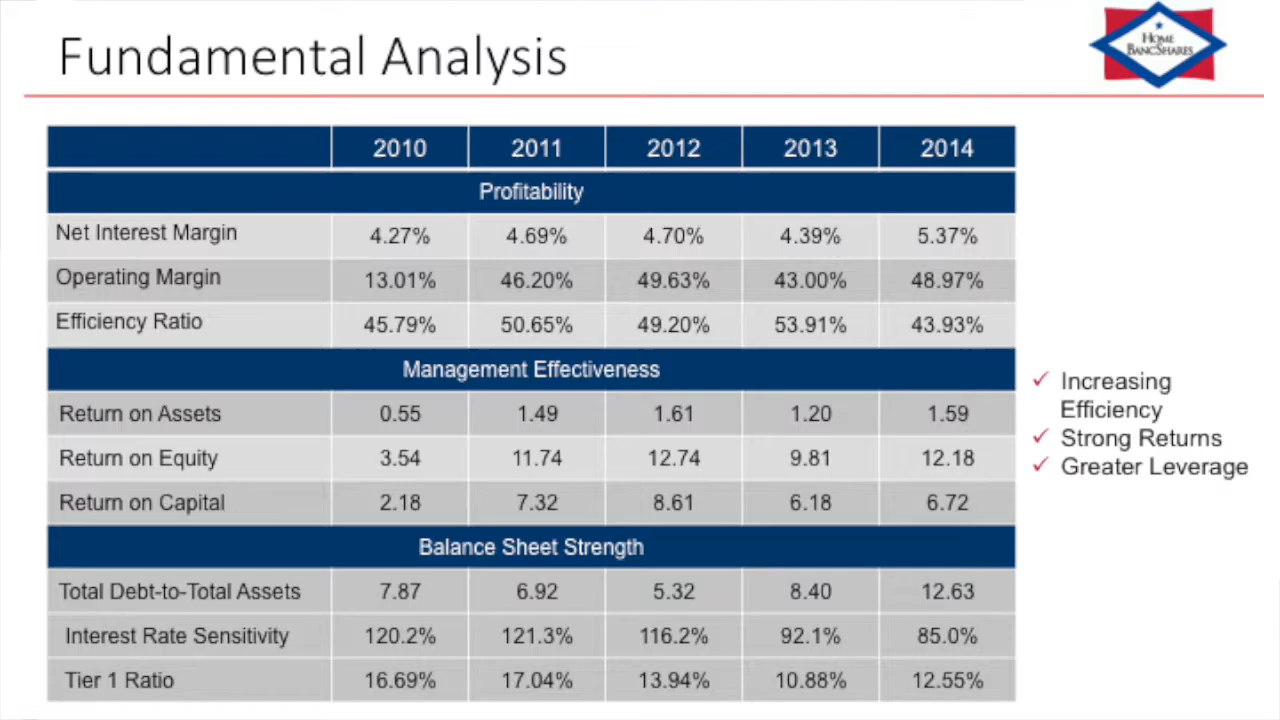 Fundamental Analysis
HOME
BANCSHARES
2010 2011 2012 2013 2014
Profitability
Net Interest Margin 4.27% 4.69% 4.70% 4.39% 5.37%
Operating Margin 13.01% 46.20% 49.63% 43.00% 48.97%
Efficiency Ratio 45.79% 50.65% 49.20% 53.91% 43.93%
Management Effectiveness
Return on Assets 0.55 1.49 1.61 1.20 1.59
Return on Equity 3.54 11.74 12.74 9.81 12.18
Return on Capital 2.18 7.32 8.61 6.18 6.72
Balance Sheet Strength
Total Debt-to-Total Assets 7.87 6.92 5.32 8.40 12.63
Interest Rate Sensitivity 120.2% 121.3% 116.2% 92.1% 85.0%
Tier 1 Ratio 16.69% 17.04% 13.94% 10.88% 12.55%
✓ Increasing
Efficiency
✓ Strong Returns
✓ Greater Leverage